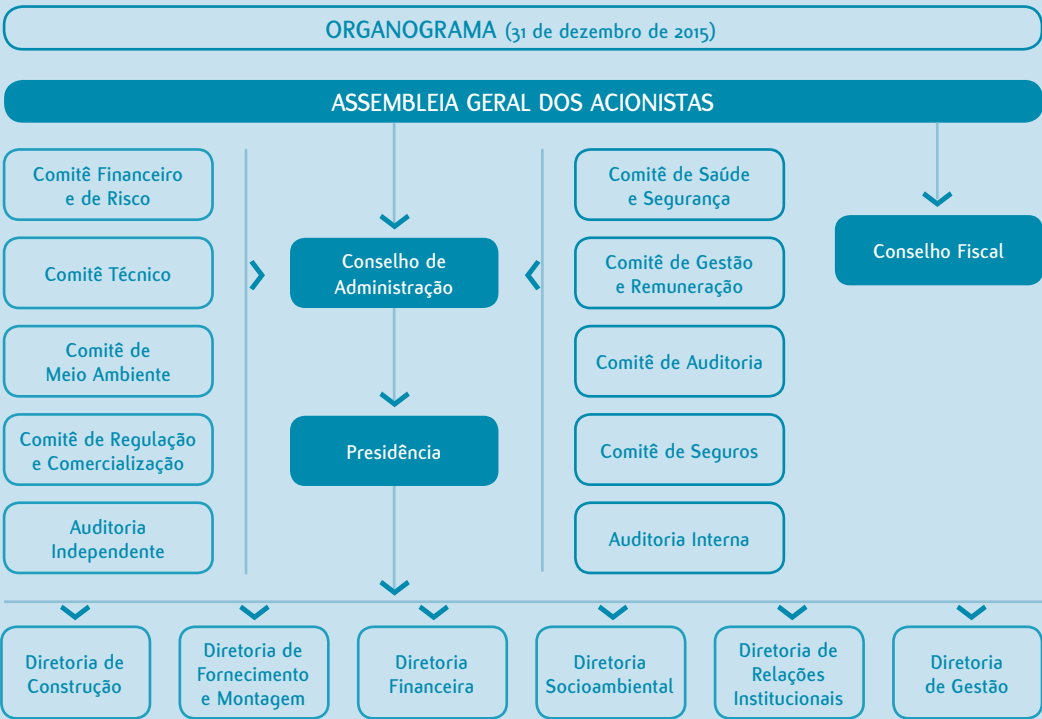 ORGANOGRAMA (31 de dezembro de 2015)
ASSEMBLEIA GERAL DOS ACIONISTAS
Comitê Financeiro
e de Risco
Comitê Técnico
Comitê de
Meio Ambiente
Comitê de Regulação
e Comercialização
Auditoria
Independente
Conselho de
Administração
Presidência
Comitê de Saúde
e Segurança
Comitê de Gestão
e Remuneração
Comitê de Auditoria
Comitê de Seguros
Auditoria Interna
Conselho Fiscal
Diretoria de
Construção
Diretoria de
Fornecimento
e Montagem
Diretoria
Financeira
Diretoria
Socioambiental
Diretoria de
Relações
Institucionais
Diretoria
de Gestão